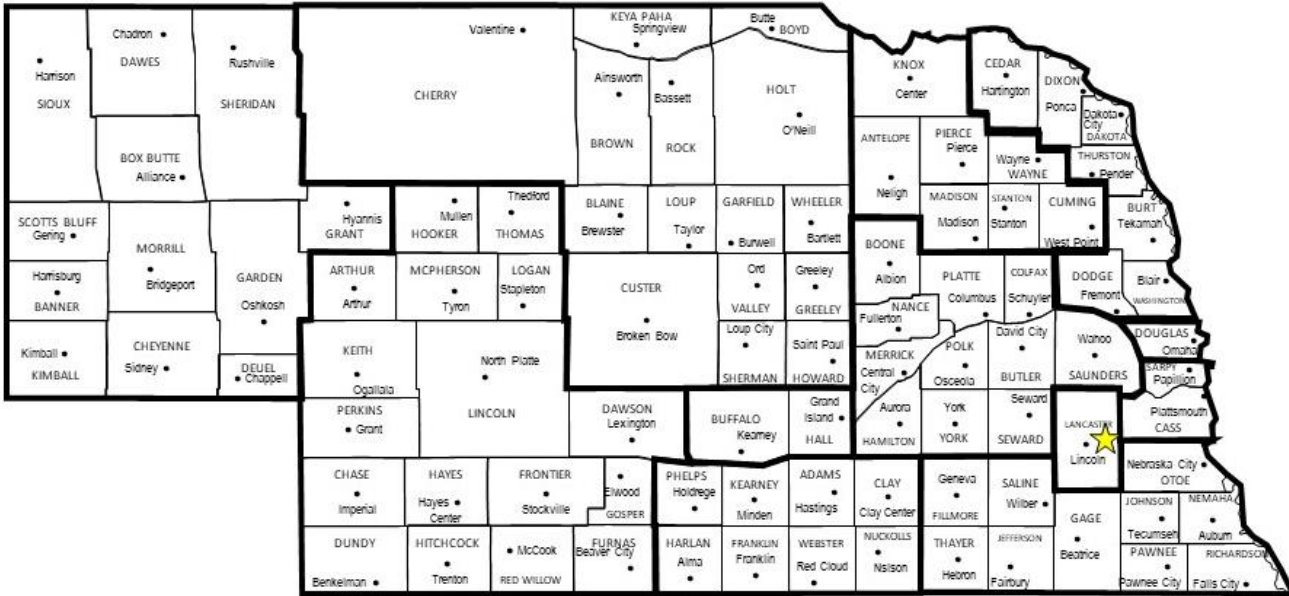 Chadron
DAWES
Harrison
SIOUX
Rushville
SHERIDAN
BOX BUTTE
Alliance
SCOTTS BLUFF
Gering
Harrisburg
BANNER
Kimball
KIMBALL
MORRILL
Bridgeport
CHEYENNE
Sidney
GARDEN
Oshkosh
DEUEL
Chappell
Valentine
CHERRY
KEYA PAHA
Springview
Butte
BOYD
Ainsworth
BROWN
Bassett
ROCK
HOLT
O'Neill
Hyannis
GRANT
Mullen
HOOKER
Thedford
THOMAS
BLAINE
Brewster
LOUP
Taylor
GARFIELD
Burwell
WHEELER
Bartlett
ARTHUR
Arthur
MCPHERSON
Tyron
LOGAN
Stapleton
CUSTER
Broken Bow
Ord
VALLEY
Greeley
GREELEY
Loup City
SHERMAN
Saint Paul
HOWARD
KEITH
Ogallala
North Platte
LINCOLN
PERKINS
Grant
DAWSON
Lexington
BUFFALO
Kearney
Grand
Island
HALL
CHASE
Imperial
HAYES
Hayes
Center
FRONTIER
Stockville
Elwood
GOSPER
PHELPS
Holdrege
KEARNEY
Minden
ADAMS
Hastings
CLAY
Clay Center
DUNDY
Benkelman
HITCHCOCK
Trenton
McCook
RED WILLOW
FURNAS
Beaver City
HARLAN
Alma
FRANKLIN
Franklin
WEBSTER
Red Cloud
NUCKOLLS
Nslson
KNOX
Center
CEDAR
Hartington
DIXON
Ponca
Dakota
City
DAKOTA
ANTELOPE
Neligh
PIERCE
Pierce
Wayne
WAYNE
THURSTON
Pender
MADISON
Madison
STANTON
Stanton
CUMING
West Point
BURT
Tekamah
BOONE
Albion
PLATTE
Columbus
COLFAX
Schuyler
DODGE
Fremont
Blair
WASHINGTON
NANCE
Fullerton
MERRICK
Central
City
POLK
Osceola
David City
BUTLER
Wahoo
SAUNDERS
DOUGLAS
Omaha
SARPY
Papillion
Aurora
HAMILTON
York
YORK
Seward
SEWARD
LANCASTER
Lincoln
Plattsmouth
CASS
Nebraska City
OTOE
Geneva
FILLMORE
SALINE
Wilber
GAGE
Beatrice
JOHNSON
Tecumseh
NEMAHA
Auburn
THAYER
Hebron
JEFFERSON
Fairbury
PAWNEE
Pawnee City
RICHARDSON
Falls City